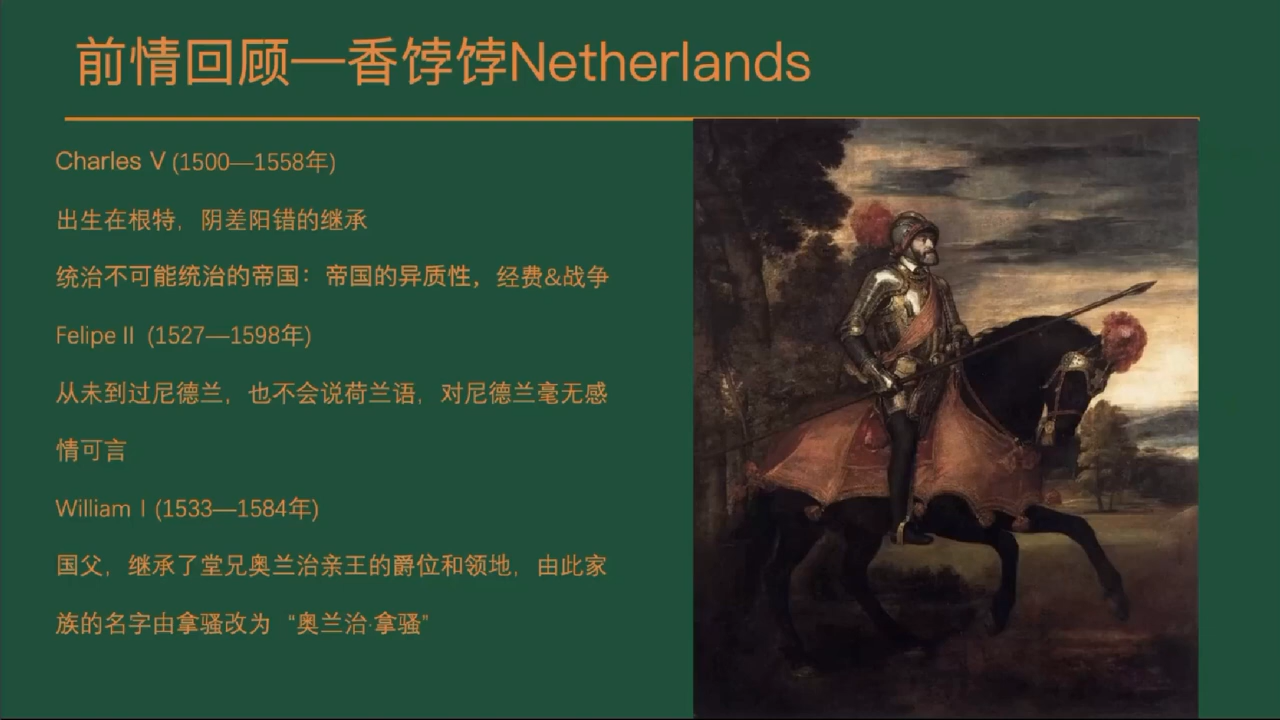 前情回顾—香饽饽Netherlands
Charles V (1500—1558年)
出生在根特，阴差阳错的继承
统治不可能统治的帝国：帝国的异质性，经费&战争
Felipe II (1527—1598年)
从未到过尼德兰，也不会说荷兰语，对尼德兰毫无感
情可言
William I (1533—1584年)
国父，继承了堂兄奥兰治亲王的爵位和领地，由此家
族的名字由拿骚改为 “奥兰治·拿骚”